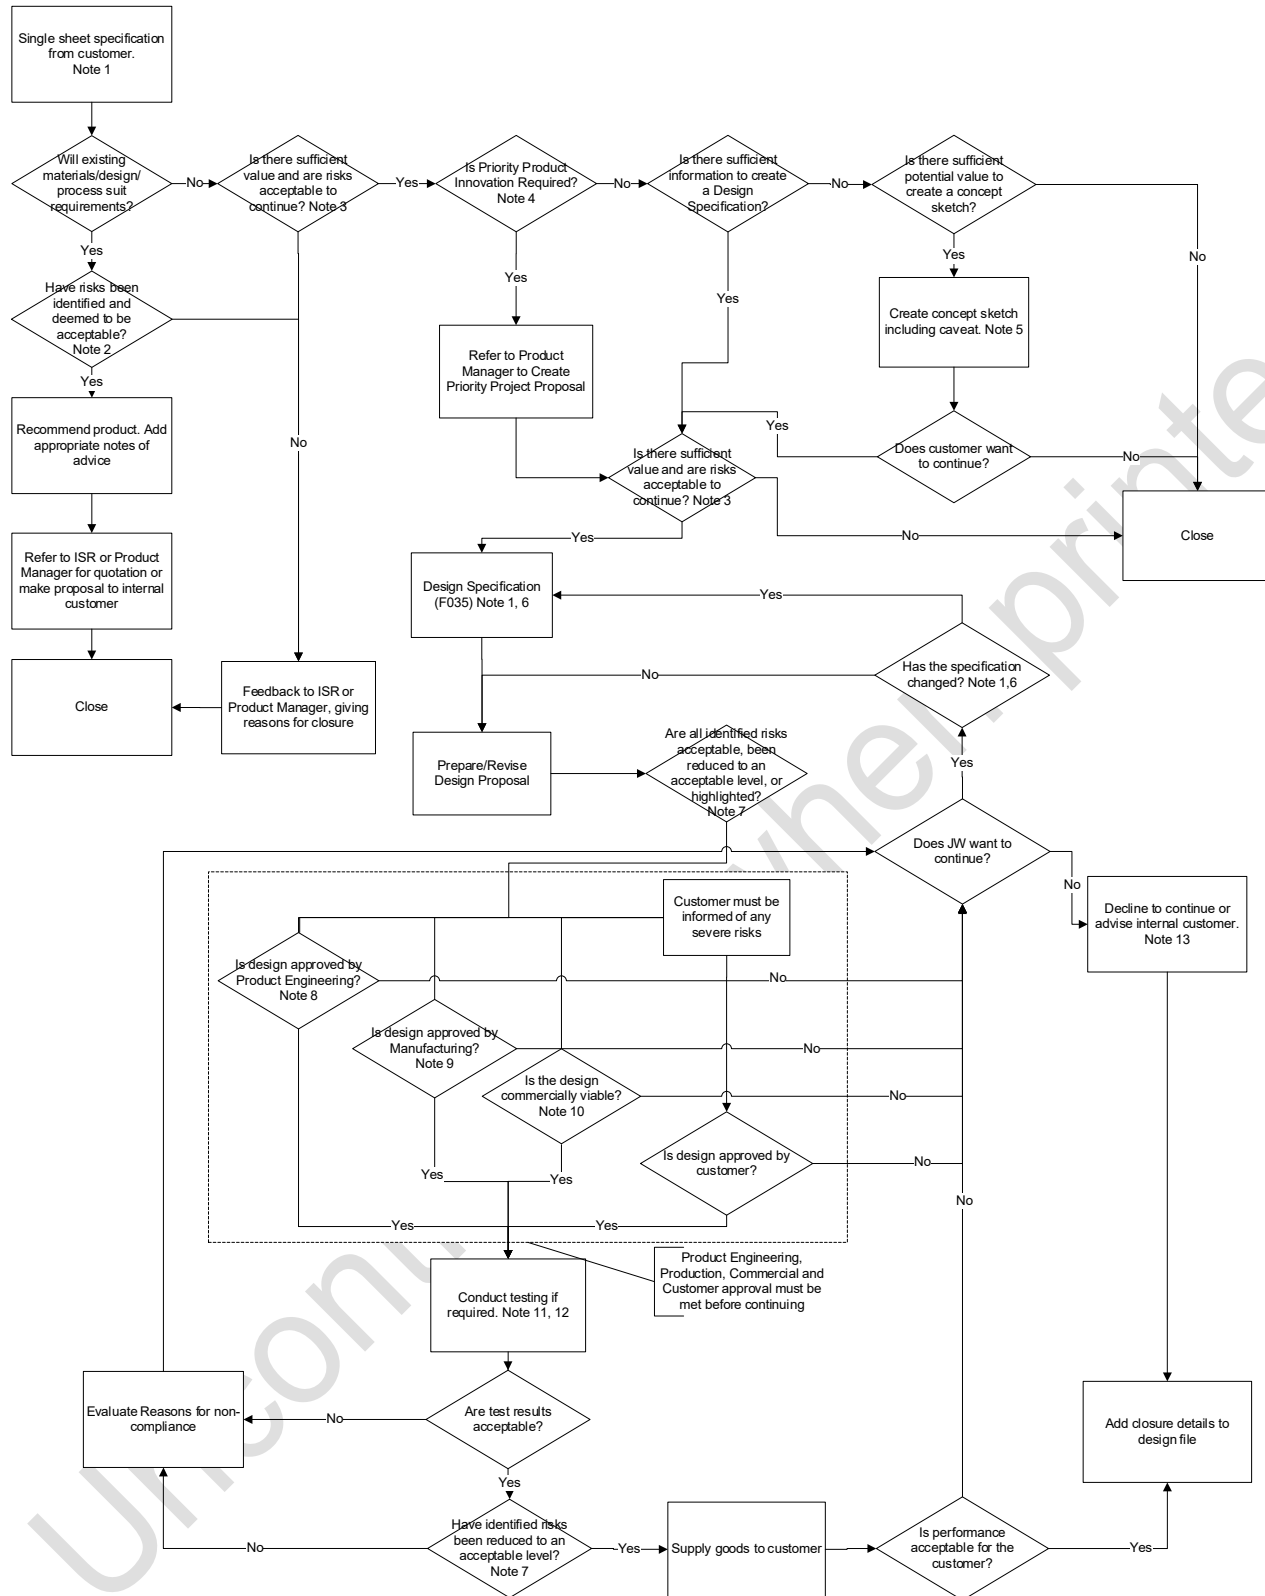 Single sheet specification
from customer.
Note 1
Will existing
materials/design/
process suit
requirements?
No
Is there sufficient
value and are risks
acceptable to
continue? Note 3
Yes
Is Priority Product
Innovation Required?
Note 4
No
Is there sufficient
information to create
a Design
Specification?
No
Is there sufficient
potential value to
create a concept
sketch?
Yes
Yes
Yes
Yes
No
Have risks been
identified and
deemed to be
acceptable?
Note 2
Create concept sketch
including caveat. Note 5
Refer to Product
Manager to Create
Priority Project Proposal
Yes
Recommend product. Add
appropriate notes of
advice
No
Yes
Does customer want
to continue?
No
Is there sufficient
value and are risks
acceptable to
continue? Note 3
No
Close
Yes
Refer to ISR or Product
Manager for quotation or
make proposal to internal
customer
Design Specification
(F035) Note 1, 6
Yes
Has the specification
changed? Note 1,6
No
Close
Feedback to ISR or
Product Manager, giving
reasons for closure
Prepare/Revise
Design Proposal
Are all identified risks
acceptable, been
reduced to an
acceptable level, or
highlighted?
Note 7
Yes
Does JW want to
continue?
No
Decline to continue or
advise internal customer.
Note 13
Customer must be
informed of any
severe risks
Is design approved by
Product Engineering?
Note 8
No
Is design approved by
Manufacturing?
Note 9
No
Is the design
commercially viable?
Note 10
No
Is design approved by
customer?
No
Yes
Yes
Yes
Yes
No
Product Engineering,
Production, Commercial and
Customer approval must be
met before continuing
Conduct testing if
required. Note 11, 12
Evaluate Reasons for non-
compliance
No
Are test results
acceptable?
Add closure details to
design file
Yes
No
Have identified risks
been reduced to an
acceptable level?
Note 7
Yes
Supply goods to customer
Is performance
acceptable for the
customer?
Yes